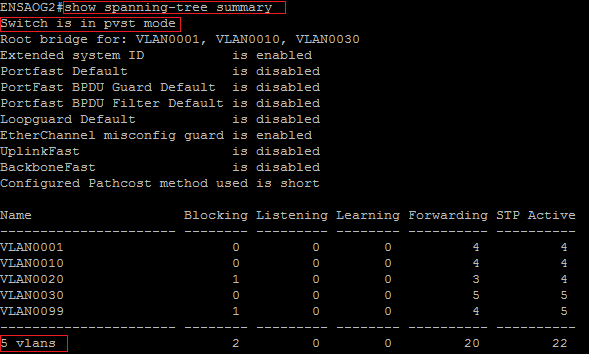 ENSAOG2#show spanning-tree summary
Switch is in pvst mode
Root bridge for: VLAN0001, VLAN0010, VLAN0030
Extended system ID           is enabled
Portfast Default             is disabled
PortFast BPDU Guard Default  is disabled
Portfast BPDU Filter Default is disabled
Loopguard Default            is disabled
EtherChannel misconfig guard is enabled
UplinkFast                   is disabled
BackboneFast                 is disabled
Configured Pathcost method used is short
Name                   Blocking Listening Learning Forwarding STP Active
---------------------- -------- --------- -------- ---------- ----------
VLAN0001                     0         0        0          4          4
VLAN0010                     0         0        0          4          4
VLAN0020                     1         0        0          3          4
VLAN0030                     0         0        0          5          5
VLAN0099                     1         0        0          4          5
---------------------- -------- --------- -------- ---------- ----------
5 vlans                      2         0        0         20         22